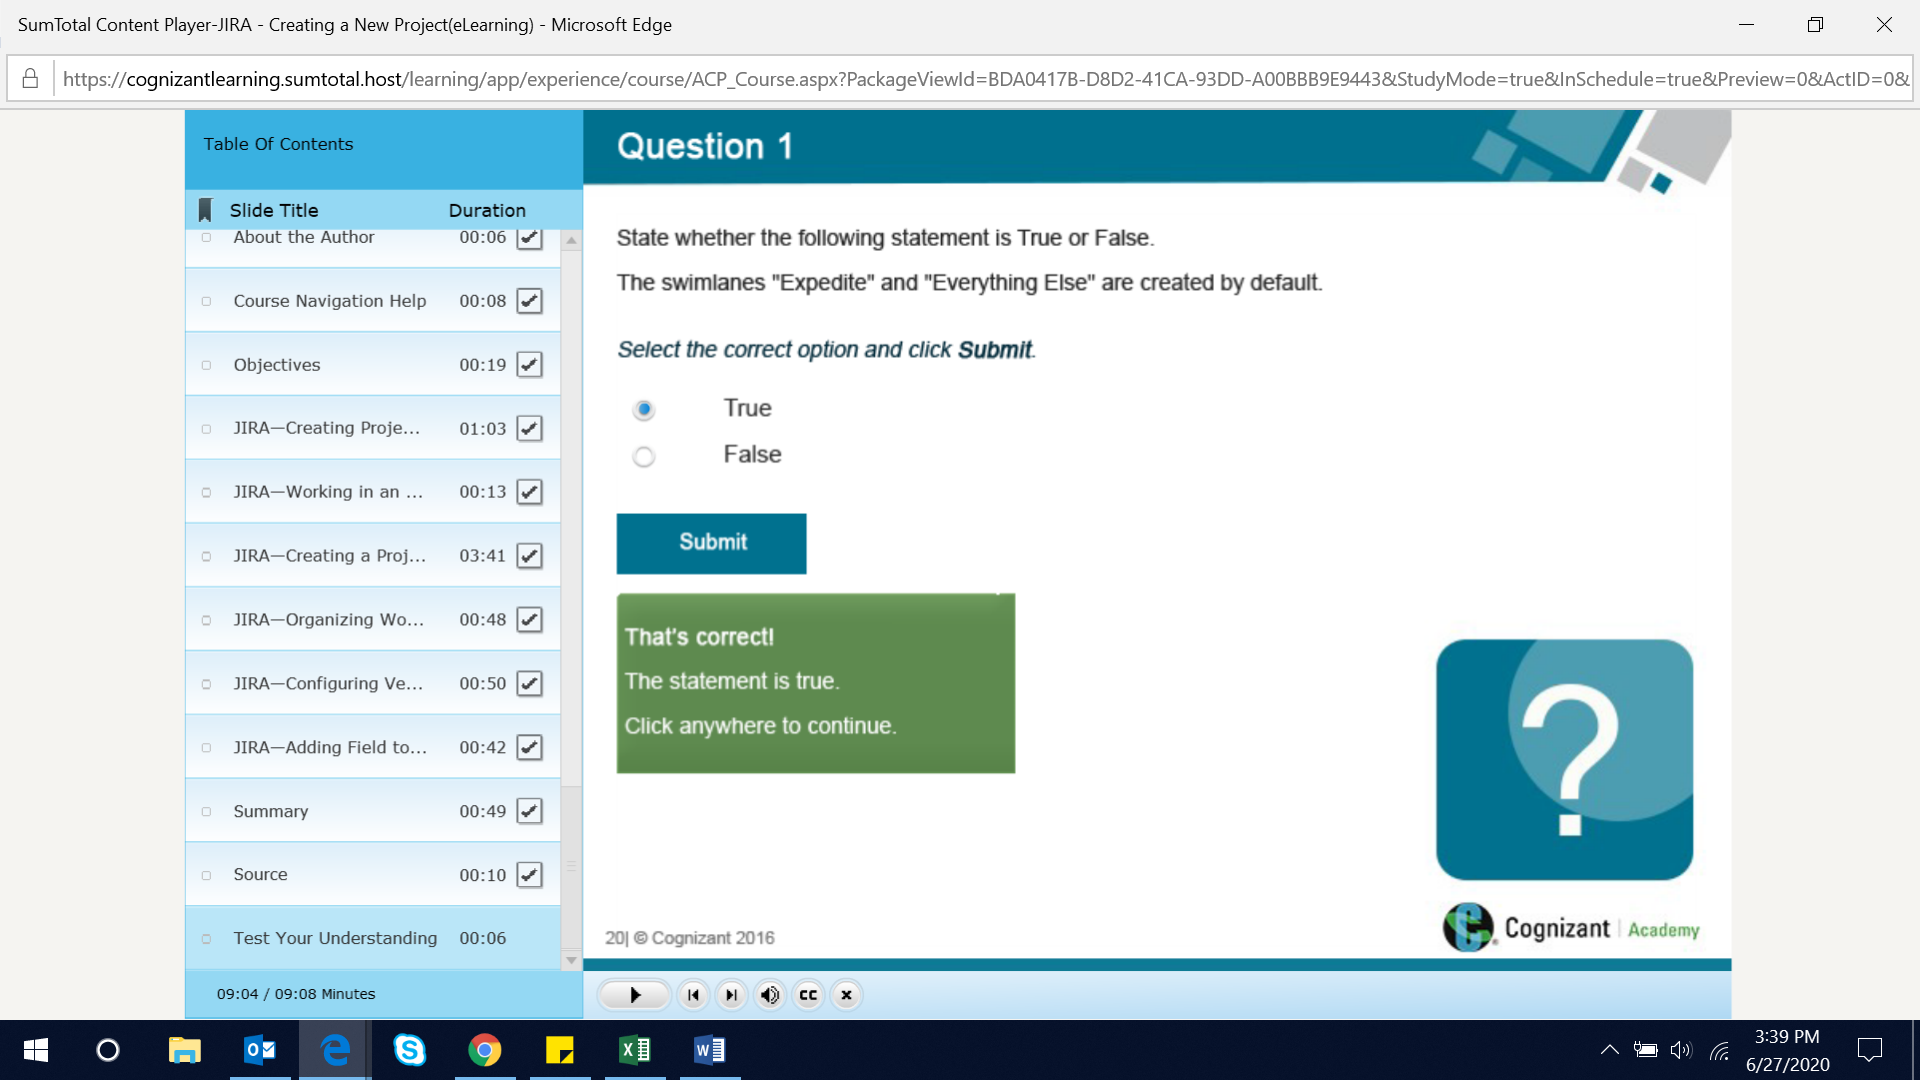 SumTotal Content Player-JIRA - Creating a New Project(eLearning) - Microsoft Edge
https://cognizantlearning.sumtotal.host/learning/app/experience/course/ACP_Course.aspx?PackageViewId=BDA0417B-D8D2-41CA-93DD-A00BBB9E9443&StudyMode=true&InSchedule=true&Preview=0&ActID=0&
Table Of Contents
Slide Title Duration
About the Author 00:06
Course Navigation Help 00:08
Objectives 00:19
JIRA—Creating Proje... 01:03
JIRA—Working in an ... 00:13
JIRA—Creating a Proj... 03:41
JIRA—Organizing Wo... 00:48
JIRA—Configuring Ve... 00:50
JIRA—Adding Field to... 00:42
Summary 00:49
Source 00:10
Test Your Understanding 00:06
09:04 / 09:08 Minutes
Question 1
State whether the following statement is True or False.
The swimlanes "Expedite" and "Everything Else" are created by default.
Select the correct option and click Submit.
True
False
Submit
That's correct!
The statement is true.
Click anywhere to continue.
?
20| © Cognizant 2016
Cognizant | Academy
CC
3:39 PM
6/27/2020